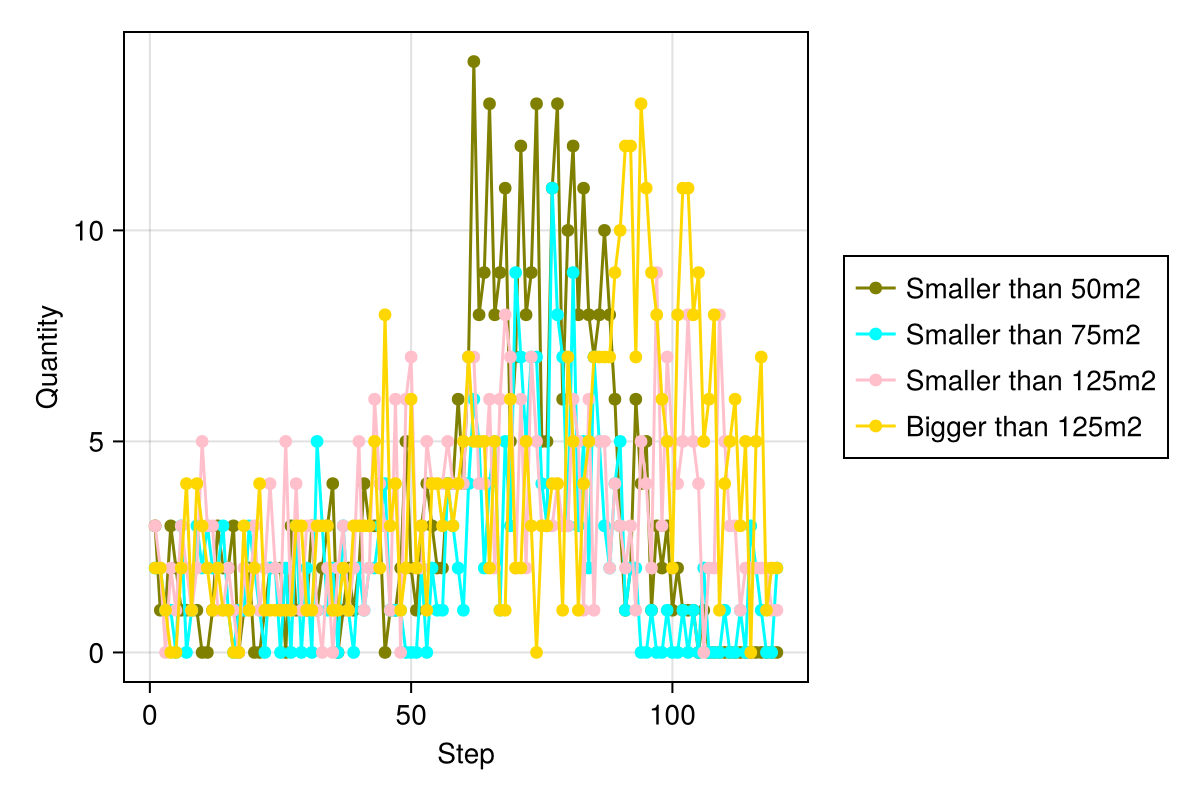 10
5
0
0
50
100
Quantity
Step
Smaller than 50m2
Smaller than 75m2
Smaller than 125m2
Bigger than 125m2